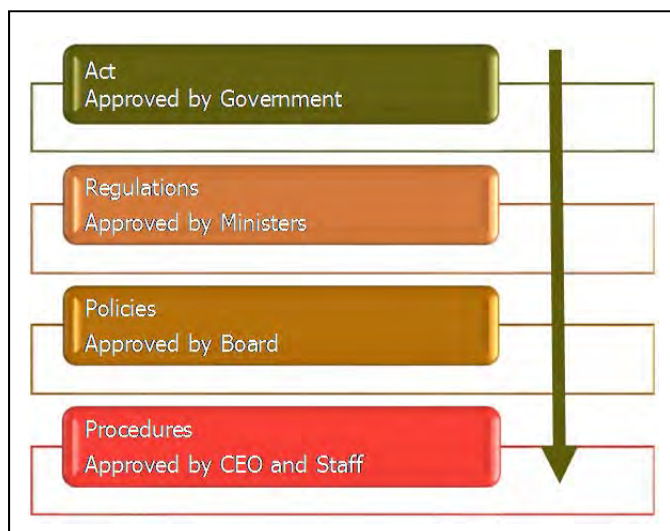 Act
Approved by Government
Regulations
Approved by Ministers
Policies
Approved by Board
Procedures
Approved by CEO and Staff